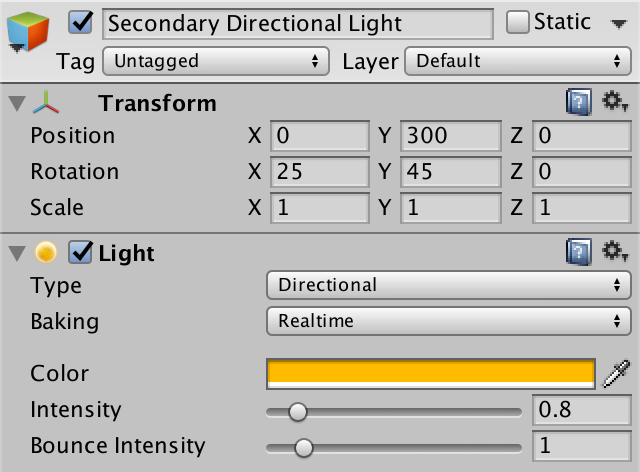 Secondary Directional Light Static
Tag Untagged Layer Default
Transform
Position X 0 Y 300 Z 0
Rotation X 25 Y 45 Z 0
Scale X 1 Y 1 Z 1
Light
Type Directional
Baking Realtime
Color
Intensity 0.8
Bounce Intensity 1